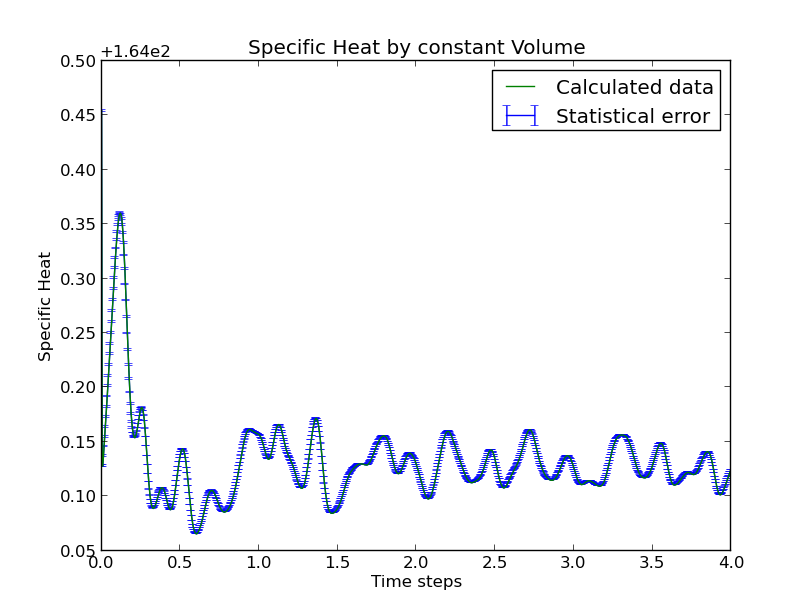 Specific Heat by constant Volume
+1.64e2
Calculated data
Statistical error
Specific Heat
0.50
0.45
0.40
0.35
0.30
0.25
0.20
0.15
0.10
0.05
0.0 0.5 1.0 1.5 2.0 2.5 3.0 3.5 4.0
Time steps